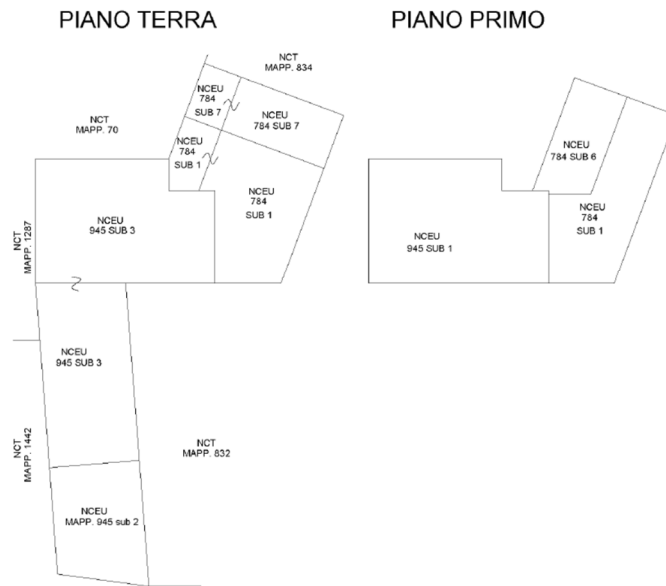 PIANO TERRA
PIANO PRIMO
NCT
MAPP. 834
NCEU
784
SUB 7
NCEU
784 SUB 7
NCT
MAPP. 70
NCEU
784
SUB 1
NCEU
784
SUB 1
NCEU
945 SUB 3
NCT
MAPP. 1287
NCEU
945 SUB 3
NCT
MAPP. 1442
NCT
MAPP. 832
NCEU
MAPP. 945 sub 2
NCEU
784 SUB 6
NCEU
784
SUB 1
NCEU
945 SUB 1